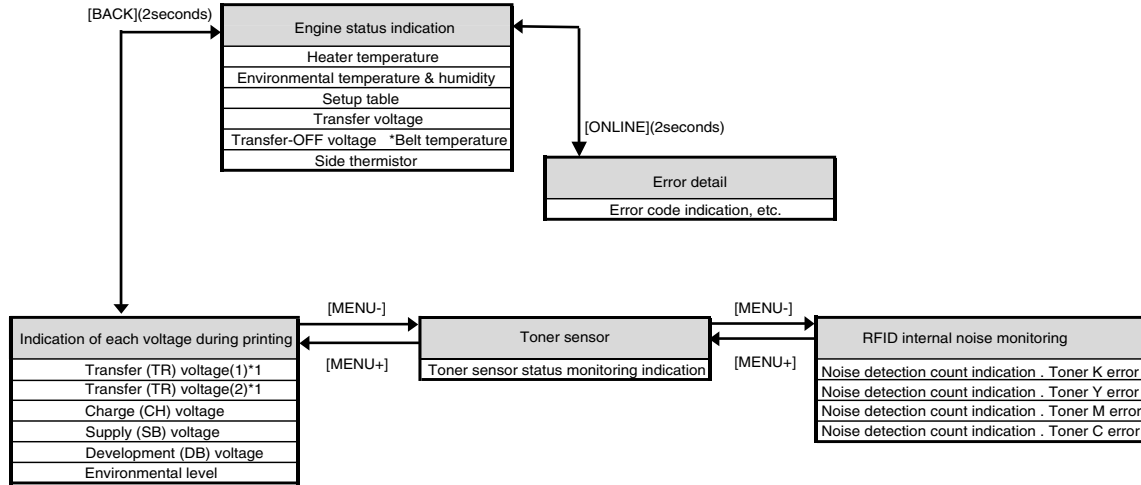 [BACK](2seconds)
Engine status indication
Heater temperature
Environmental temperature & humidity
Setup table
Transfer voltage
Transfer-OFF voltage *Belt temperature
Side thermistor
[ONLINE](2seconds)
Error detail
Error code indication, etc.
Indication of each voltage during printing
Transfer (TR) voltage(1)*1
Transfer (TR) voltage(2)*1
Charge (CH) voltage
Supply (SB) voltage
Development (DB) voltage
Environmental level
[MENU-]
[MENU+]
Toner sensor
Toner sensor status monitoring indication
[MENU-]
[MENU+]
RFID internal noise monitoring
Noise detection count indication . Toner K error
Noise detection count indication . Toner Y error
Noise detection count indication . Toner M error
Noise detection count indication . Toner C error